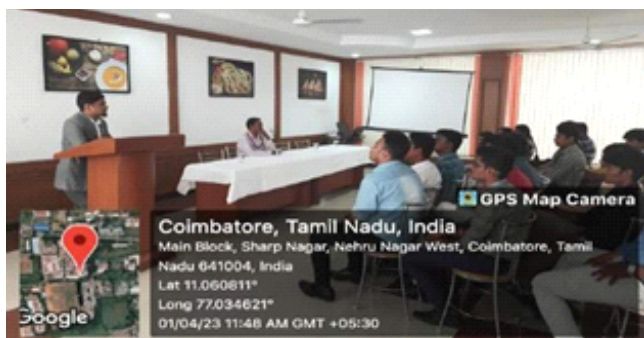 GPS Map Camera
Coimbatore, Tamil Nadu, India
Main Block, Sharp Nagar, Nehru Nagar West, Coimbatore, Tamil
Nadu 641004, India
Lat 11.060811°
Long 77.034621°
01/04/23 11:48 AM GMT +05:30
Google